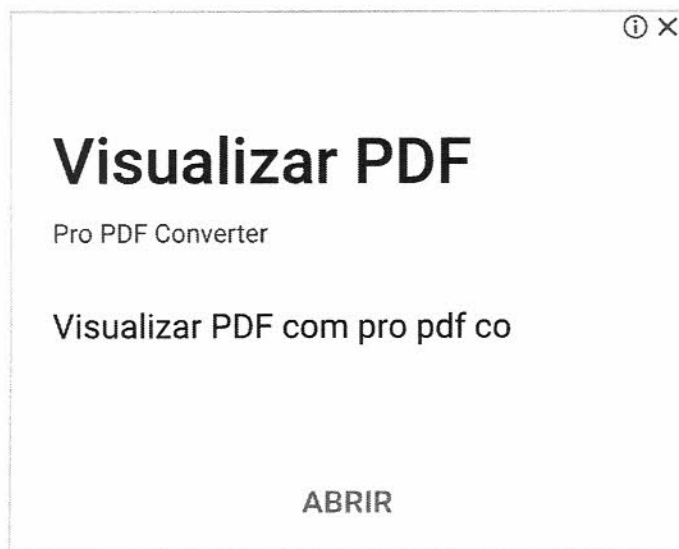 Visualizar PDF
Pro PDF Converter
Visualizar PDF com pro pdf co
ABRIR